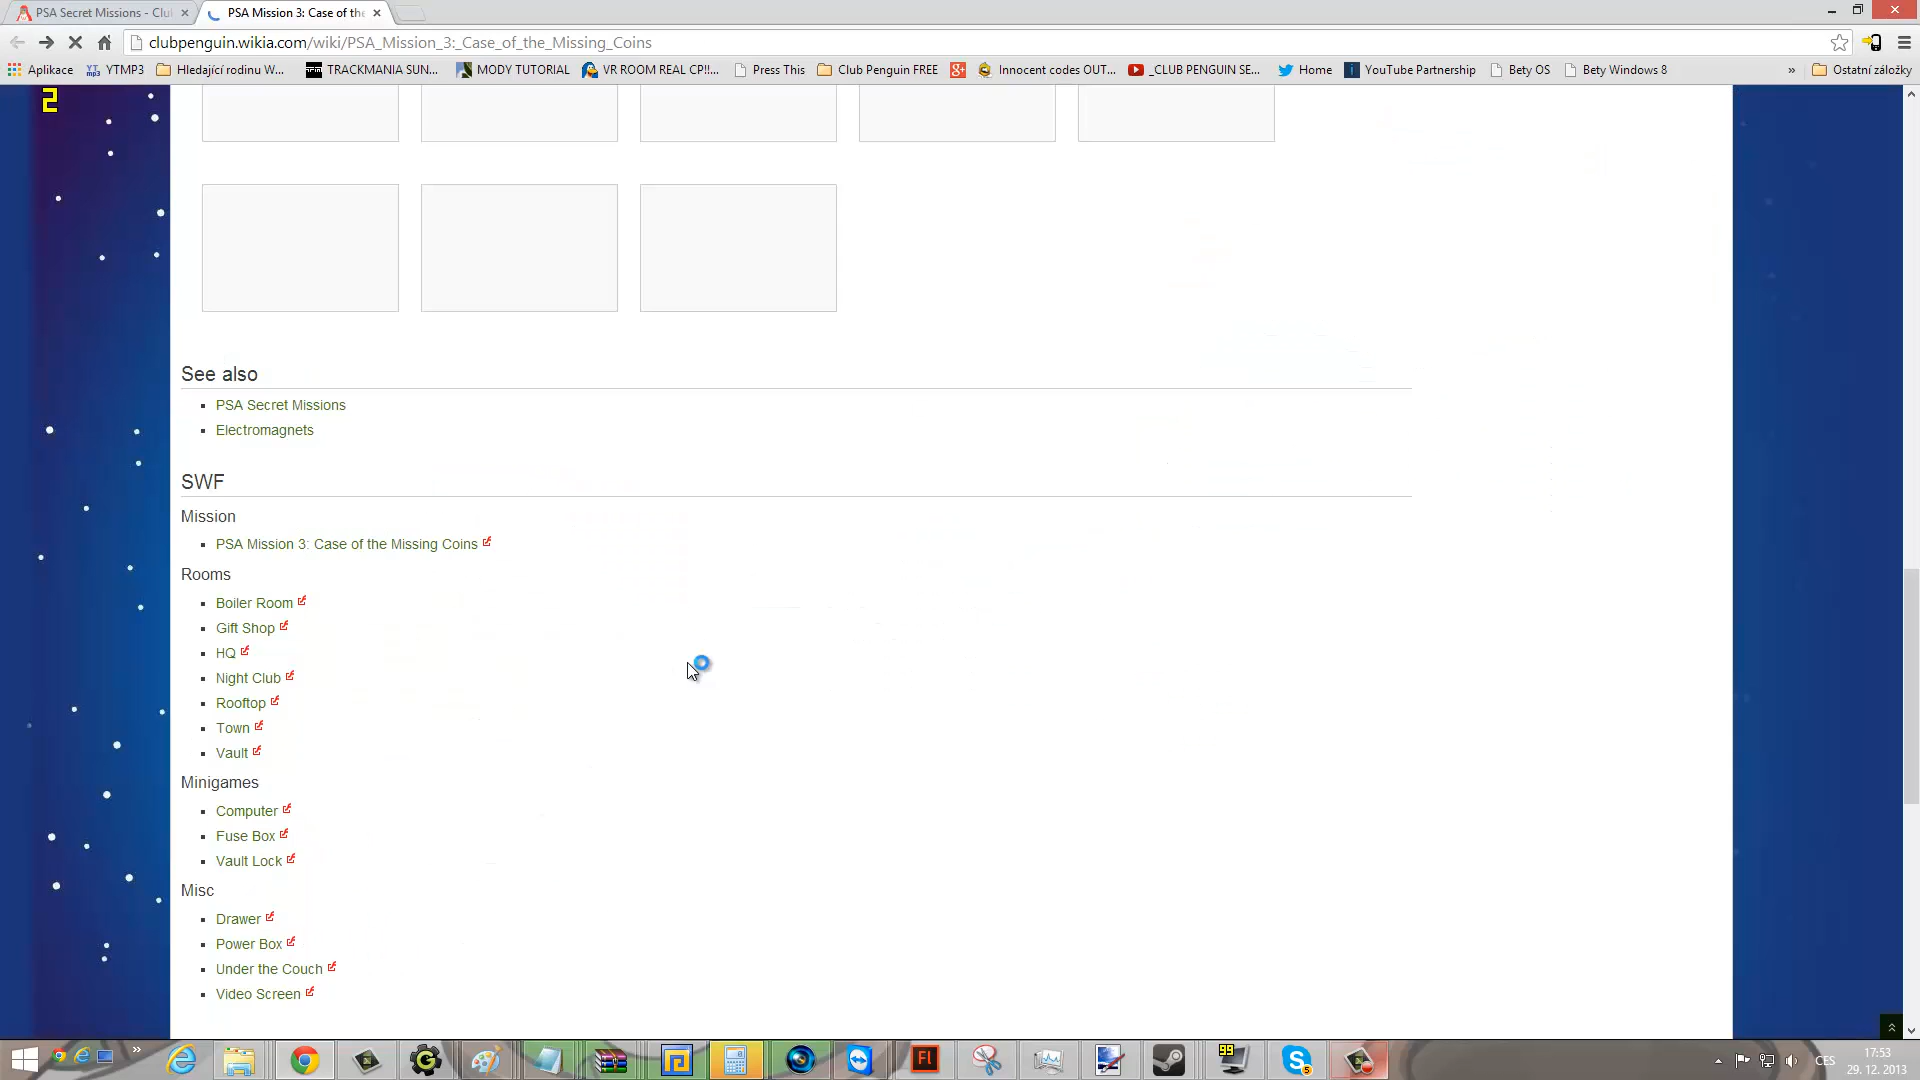 PSA Secret Missions - Clu
PSA Mission 3: Case of the
clubpenguin.wikia.com/wiki/PSA_Mission_3:_Case_of_the_Missing_Coins
Aplikace YTMP3 Hledající rodinu W... TRACKMANIA SUN... MODY TUTORIAL VR ROOM REAL CP!!... Press This Club Penguin FREE Innocent codes OUT... _CLUB PENGUIN SE... Home YouTube Partnership Bety OS Bety Windows 8 » Ostatní záložky
2
See also
PSA Secret Missions
Electromagnets
SWF
Mission
PSA Mission 3: Case of the Missing Coins
Rooms
Boiler Room
Gift Shop
HQ
Night Club
Rooftop
Town
Vault
Minigames
Computer
Fuse Box
Vault Lock
Misc
Drawer
Power Box
Under the Couch
Video Screen
99
CES
17:53
29. 12. 2013